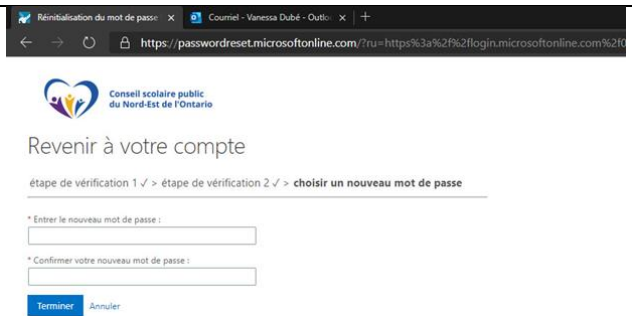 Réinitialisation du mot de passe
Courriel - Vanessa Dubé - Outlo
https://passwordreset.microsoftonline.com/?ru=https%3a%2f%2flogin.microsoftonline.com%2f0
Conseil scolaire public
du Nord-Est de l'Ontario
Revenir à votre compte
étape de vérification 1 ✓ > étape de vérification 2 ✓ > choisir un nouveau mot de passe
* Entrer le nouveau mot de passe :
* Confirmer votre nouveau mot de passe :
Terminer Annuler